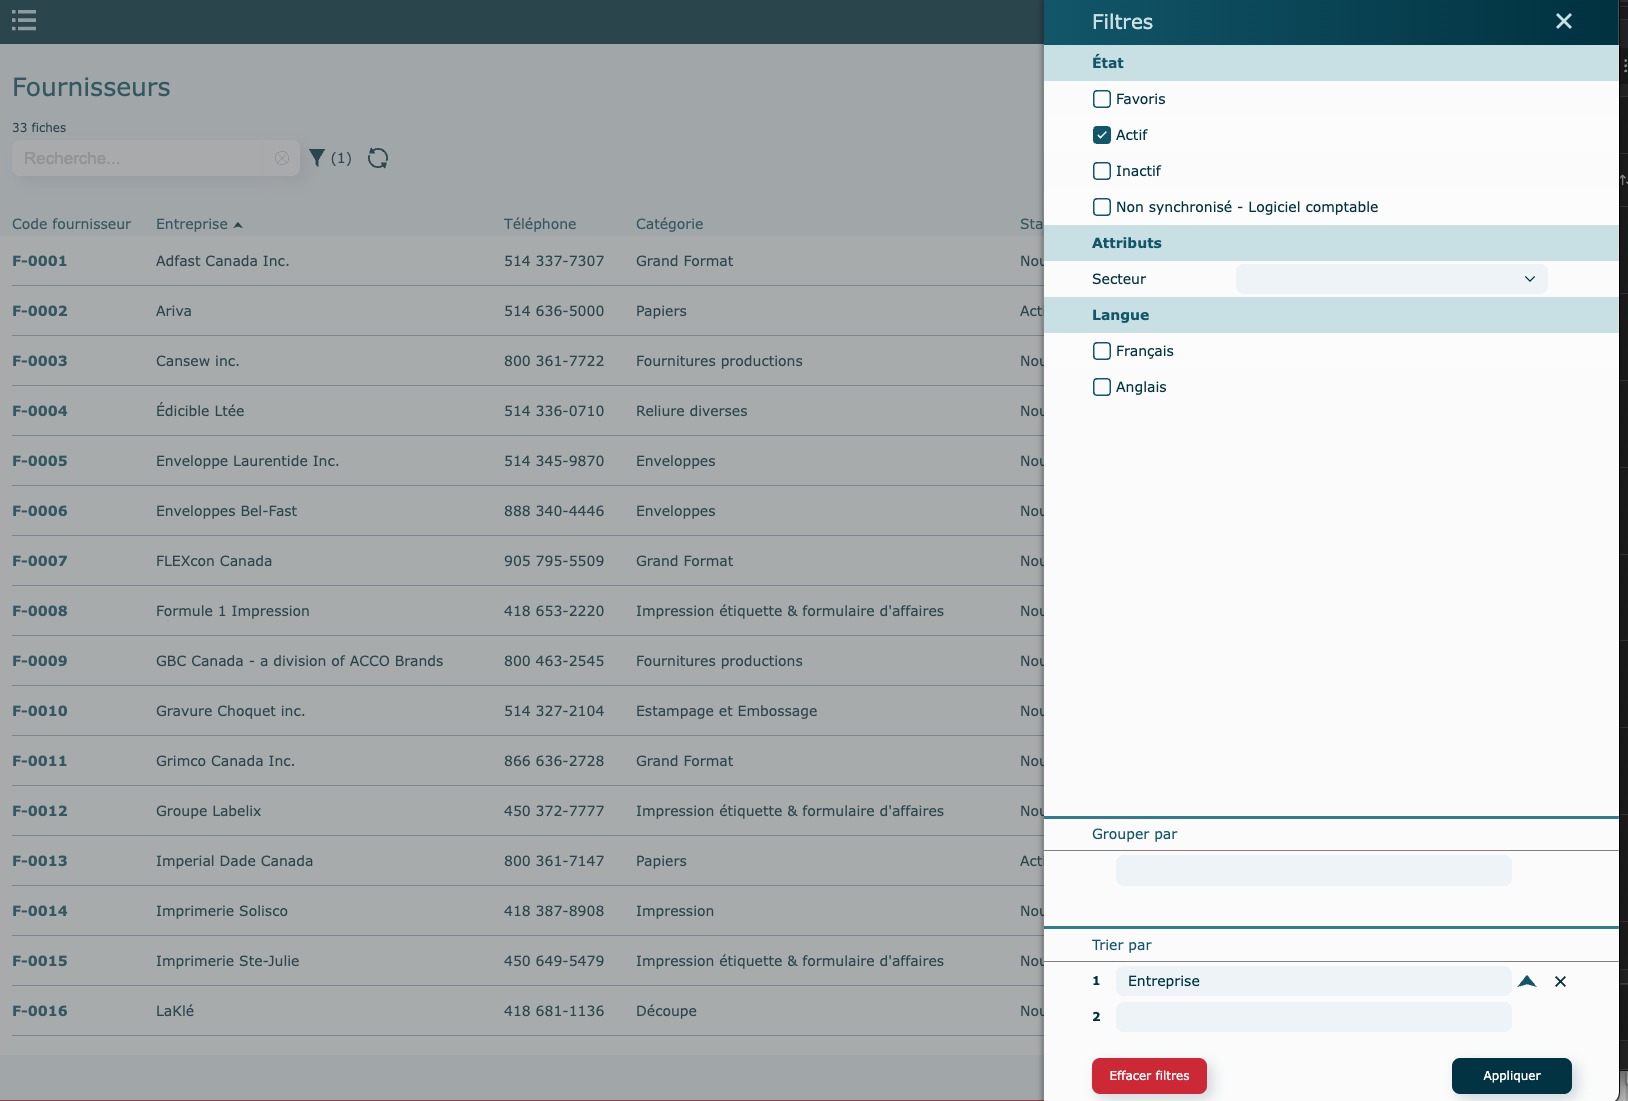 Filtres
État
Fournisseurs
Favoris
33 fiches
Actif
Recherche...
(1)
Inactif
Non synchronisé - Logiciel comptable
Code fournisseur Entreprise Téléphone Catégorie Sta
Attributs
F-0001 Adfast Canada Inc. 514 337-7307 Grand Format Nou
Secteur
F-0002 Ariva 514 636-5000 Papiers Act
Langue
F-0003 Cansew inc. 800 361-7722 Fournitures productions Nou
Français
Anglais
F-0004 Édicible Ltée 514 336-0710 Reliure diverses Nou
F-0005 Enveloppe Laurentide Inc. 514 345-9870 Enveloppes Nou
F-0006 Enveloppes Bel-Fast 888 340-4446 Enveloppes Nou
F-0007 FLEXcon Canada 905 795-5509 Grand Format Nou
F-0008 Formule 1 Impression 418 653-2220 Impression étiquette & formulaire d'affaires Nou
F-0009 GBC Canada - a division of ACCO Brands 800 463-2545 Fournitures productions Nou
F-0010 Gravure Choquet inc. 514 327-2104 Estampage et Embossage Nou
F-0011 Grimco Canada Inc. 866 636-2728 Grand Format Nou
F-0012 Groupe Labelix 450 372-7777 Impression étiquette & formulaire d'affaires Nou
Grouper par
F-0013 Imperial Dade Canada 800 361-7147 Papiers Act
F-0014 Imprimerie Solisco 418 387-8908 Impression Nou
Trier par
F-0015 Imprimerie Ste-Julie 450 649-5479 Impression étiquette & formulaire d'affaires Nou
1 Entreprise
F-0016 LaKlé 418 681-1136 Découpe Nou
2
Effacer filtres
Appliquer